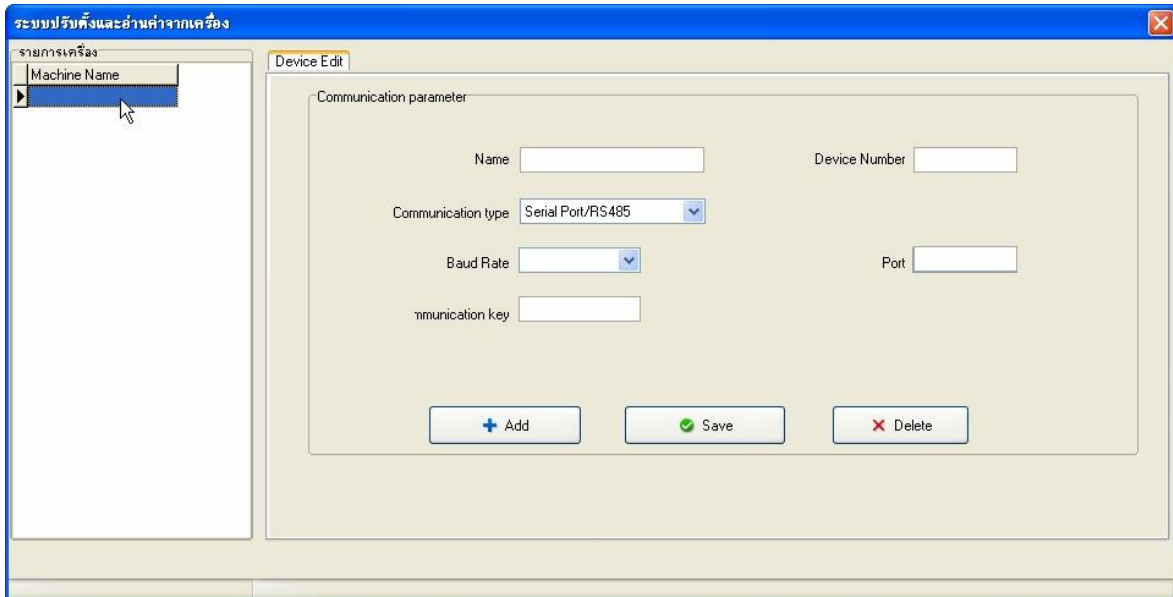 ระบบปรับตั้งและอ่านค่าจากเครื่อง
รายการเครื่อง
Machine Name
Device Edit
Communication parameter
Name
Device Number
Communication type
Serial Port/RS485
Baud Rate
Port
mmunication key
Add
Save
Delete